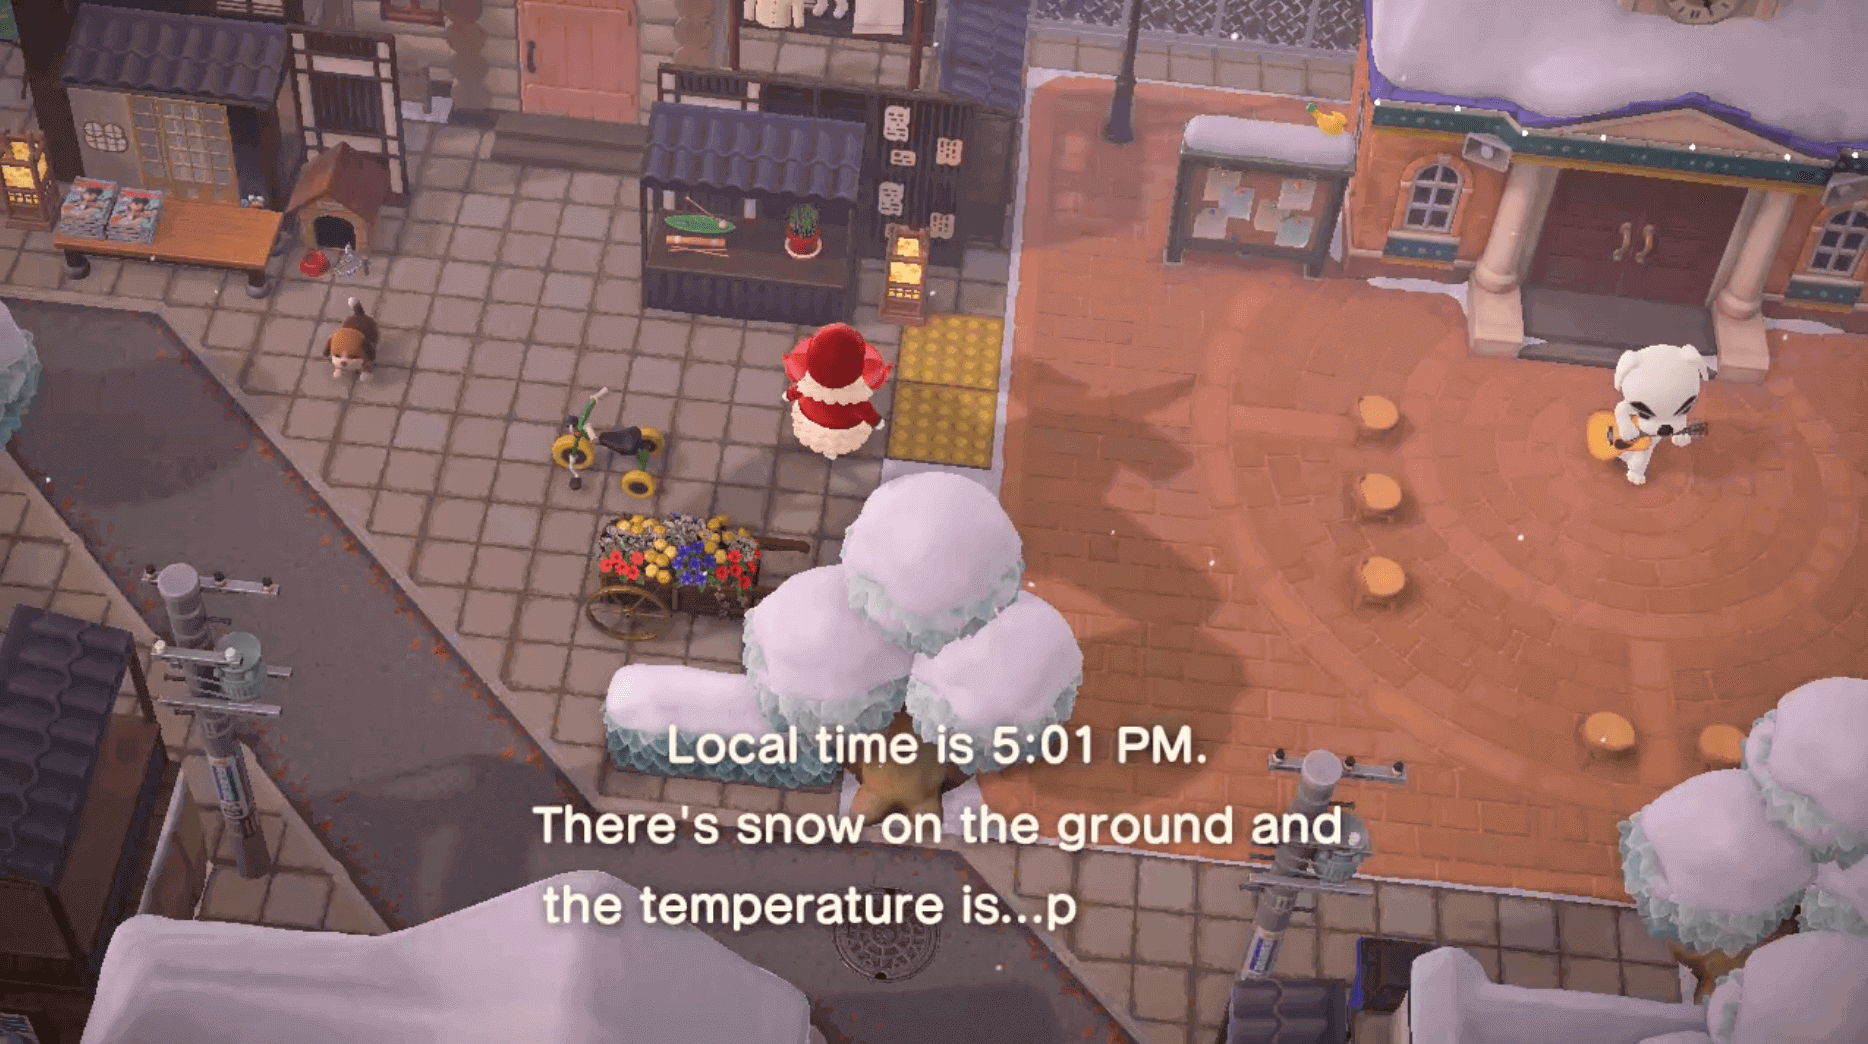 Local time is 5:01 PM.
There's snow on the ground and
the temperature is...p